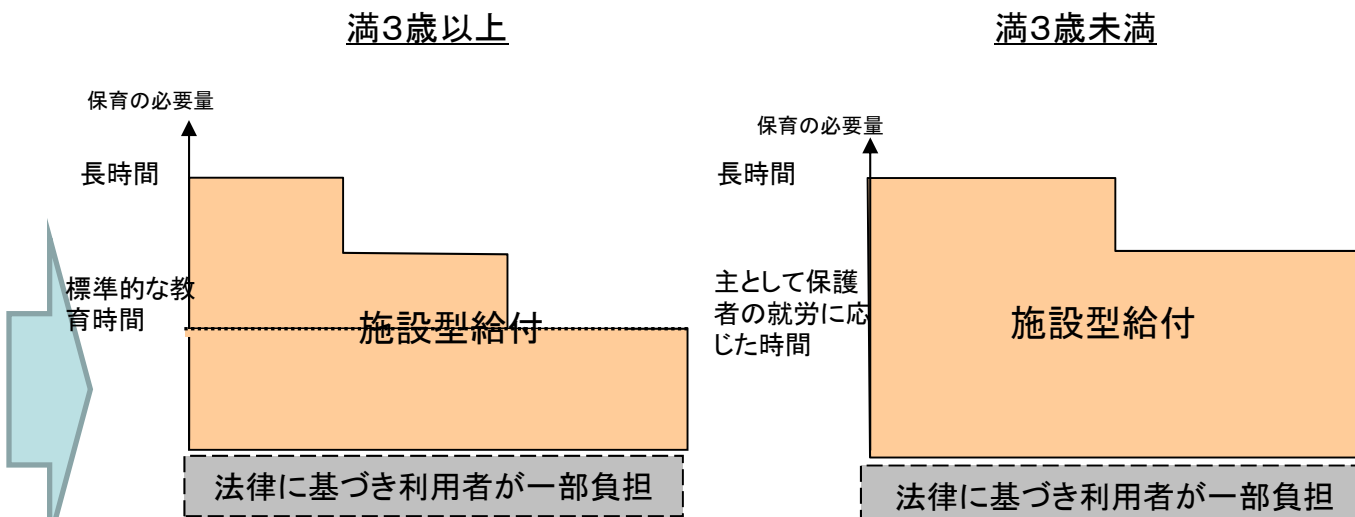 満３歳以上
保育の必要量
長時間
標準的な教
育時間
施設型給付
法律に基づき利用者が一部負担
満３歳未満
保育の必要量
長時間
主として保護
者の就労に応
じた時間
施設型給付
法律に基づき利用者が一部負担